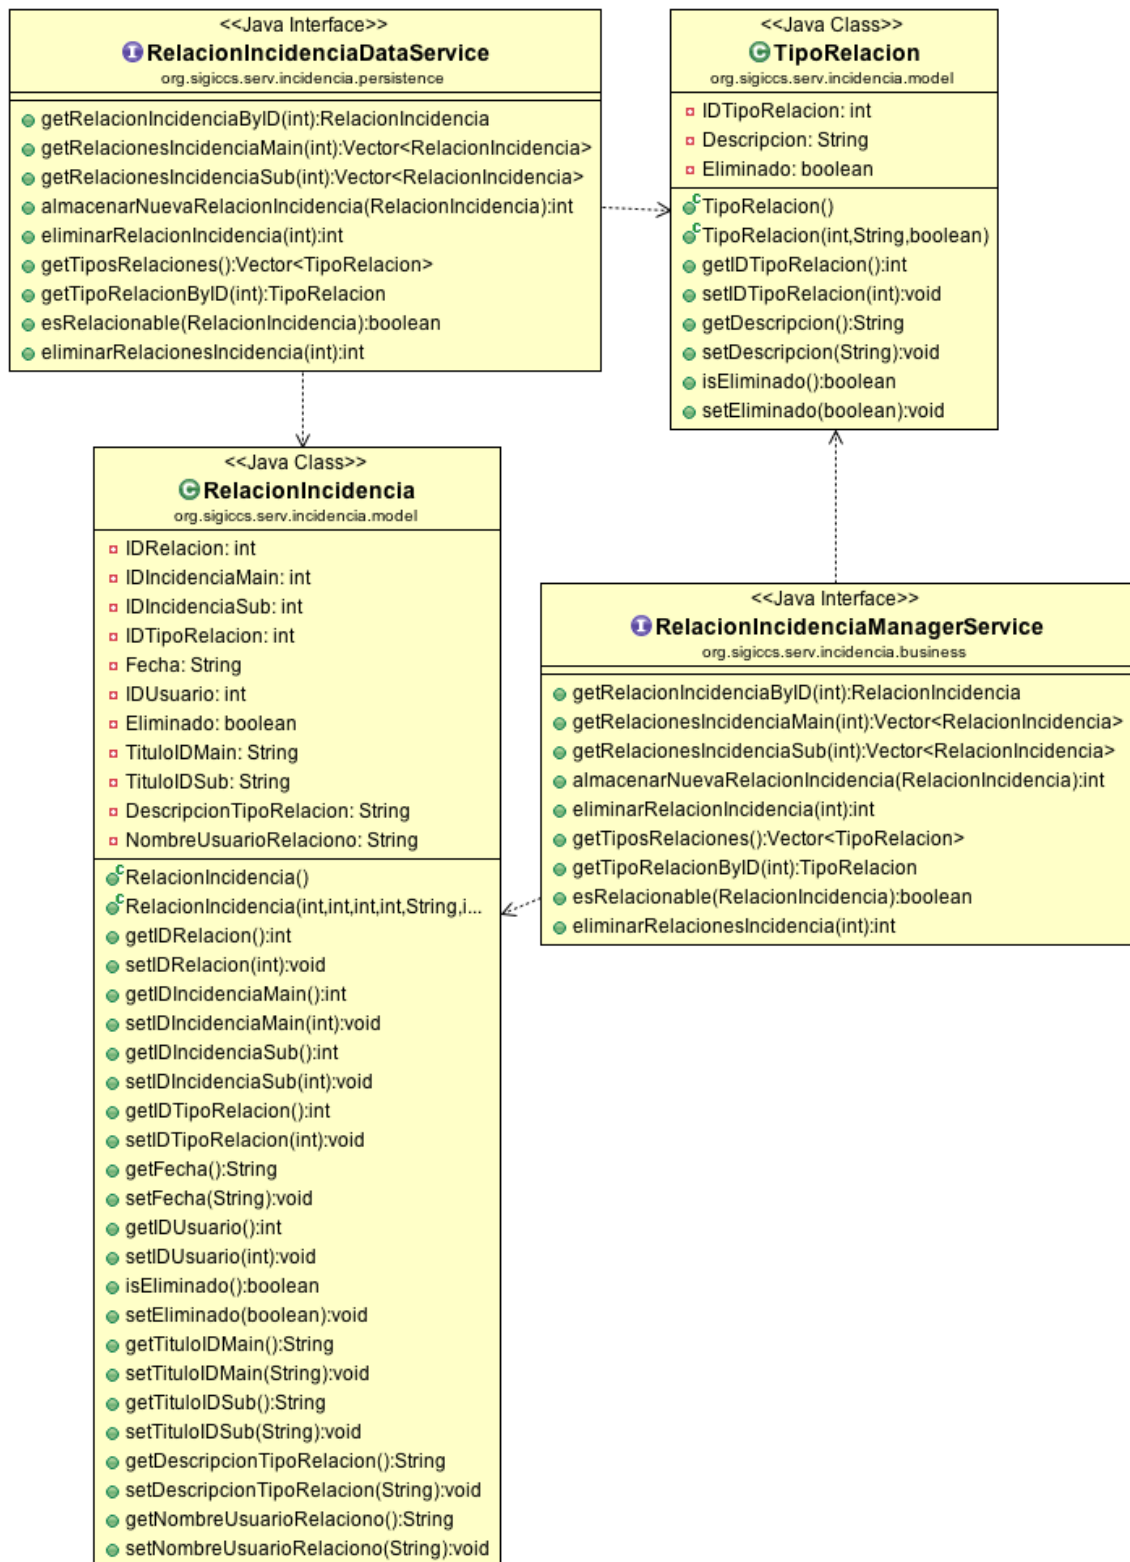 <<Java Interface>>
RelacionIncidenciaDataService
org.sigiccs.serv.incidencia.persistence
getRelacionIncidenciaByID(int):RelacionIncidencia
getRelacionesIncidenciaMain(int):Vector<RelacionIncidencia>
getRelacionesIncidenciaSub(int):Vector<RelacionIncidencia>
almacenarNuevaRelacionIncidencia(RelacionIncidencia):int
eliminarRelacionIncidencia(int):int
getTiposRelaciones():Vector<TipoRelacion>
getTipoRelacionByID(int):TipoRelacion
esRelacionable(RelacionIncidencia):boolean
eliminarRelacionesIncidencia(int):int
<<Java Class>>
TipoRelacion
org.sigiccs.serv.incidencia.model
IDTipoRelacion: int
Descripcion: String
Eliminado: boolean
TipoRelacion()
TipoRelacion(int,String,boolean)
getIDTipoRelacion():int
setIDTipoRelacion(int):void
getDescripcion():String
setDescripcion(String):void
isEliminado():boolean
setEliminado(boolean):void
<<Java Class>>
RelacionIncidencia
org.sigiccs.serv.incidencia.model
IDRelacion: int
IDIncidenciaMain: int
IDIncidenciaSub: int
IDTipoRelacion: int
Fecha: String
IDUsuario: int
Eliminado: boolean
TituloIDMain: String
TituloIDSub: String
DescripcionTipoRelacion: String
NombreUsuarioRelaciono: String
RelacionIncidencia()
RelacionIncidencia(int,int,int,int,String,i...
getIDRelacion():int
setIDRelacion(int):void
getIDIncidenciaMain():int
setIDIncidenciaMain(int):void
getIDIncidenciaSub():int
setIDIncidenciaSub(int):void
getIDTipoRelacion():int
setIDTipoRelacion(int):void
getFecha():String
setFecha(String):void
getIDUsuario():int
setIDUsuario(int):void
isEliminado():boolean
setEliminado(boolean):void
getTituloIDMain():String
setTituloIDMain(String):void
getTituloIDSub():String
setTituloIDSub(String):void
getDescripcionTipoRelacion():String
setDescripcionTipoRelacion(String):void
getNombreUsuarioRelaciono():String
setNombreUsuarioRelaciono(String):void
<<Java Interface>>
RelacionIncidenciaManagerService
org.sigiccs.serv.incidencia.business
getRelacionIncidenciaByID(int):RelacionIncidencia
getRelacionesIncidenciaMain(int):Vector<RelacionIncidencia>
getRelacionesIncidenciaSub(int):Vector<RelacionIncidencia>
almacenarNuevaRelacionIncidencia(RelacionIncidencia):int
eliminarRelacionIncidencia(int):int
getTiposRelaciones():Vector<TipoRelacion>
getTipoRelacionByID(int):TipoRelacion
esRelacionable(RelacionIncidencia):boolean
eliminarRelacionesIncidencia(int):int